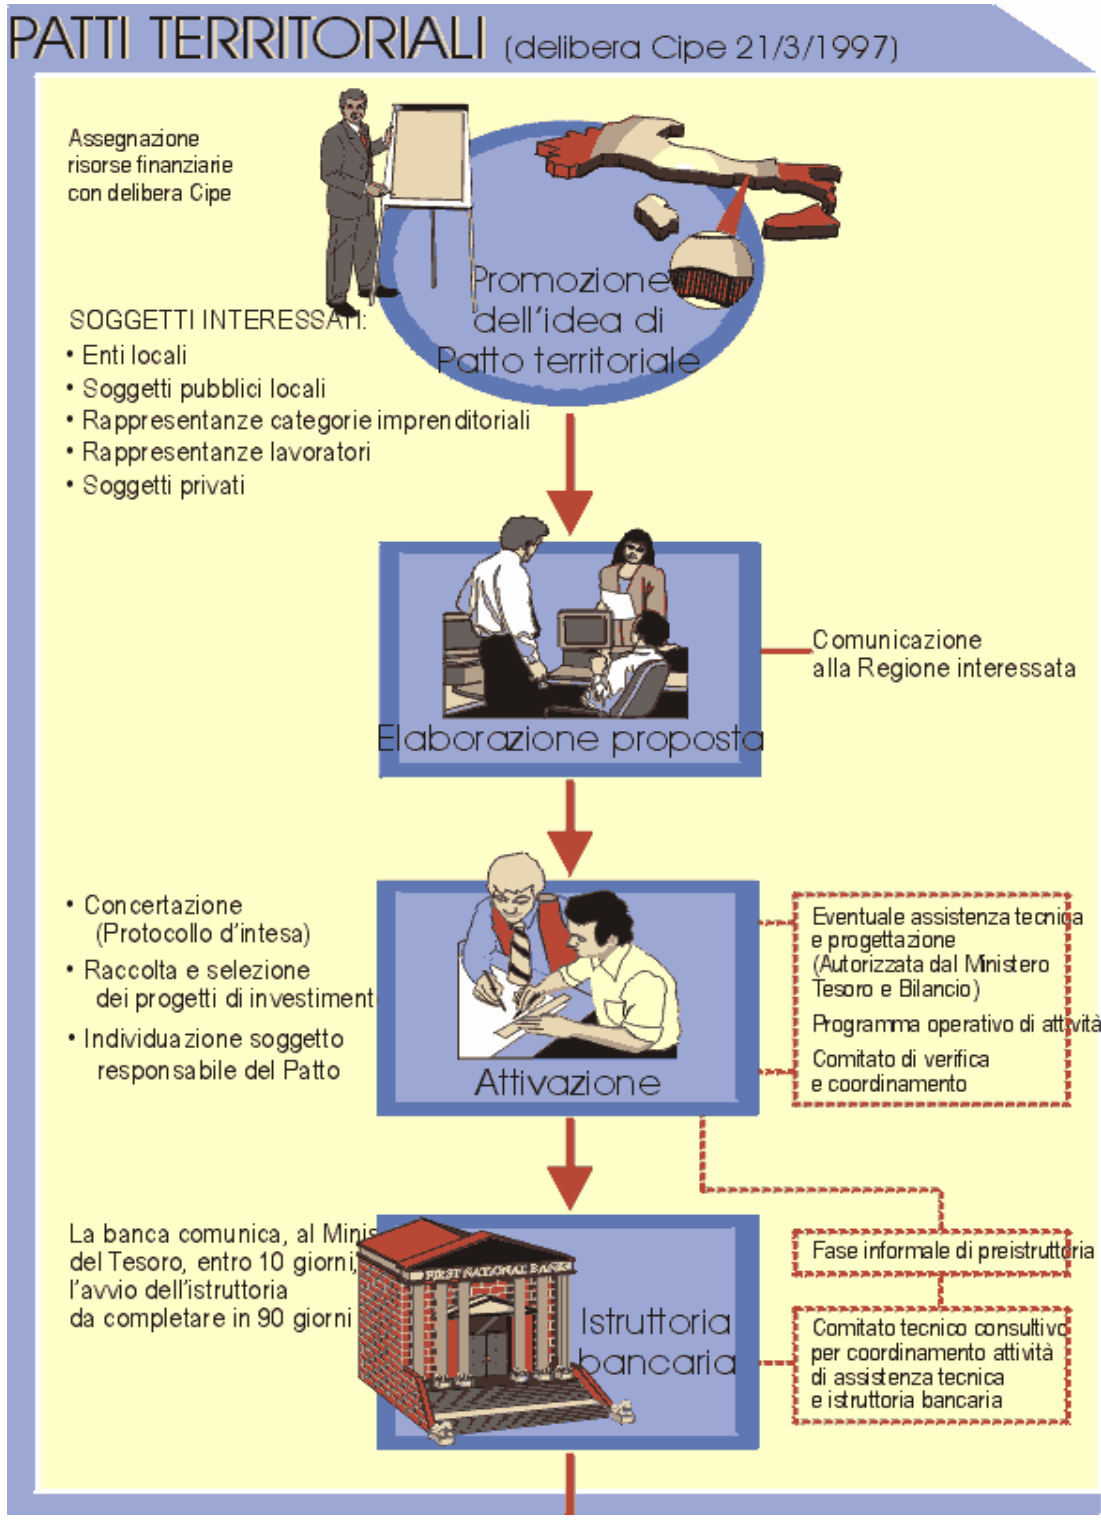 PATTI TERRITORIALI (delibera Cipe 21/3/1997)
Assegnazione
risorse finanziarie
con delibera Cipe
Promozione
dell'idea di
Patto territoriale
SOGGETTI INTERESSATI:
• Enti locali
• Soggetti pubblici locali
• Rappresentanze categorie imprenditoriali
• Rappresentanze lavoratori
• Soggetti privati
Elaborazione proposta
Comunicazione
alla Regione interessata
• Concertazione
(Protocollo d'intesa)
• Raccolta e selezione
dei progetti di investiment
• Individuazione soggetto
responsabile del Patto
Attivazione
Eventuale assistenza tecnica
e progettazione
(Autorizzata dal Ministero
Tesoro e Bilancio)
Programma operativo di attività
Comitato di verifica
e coordinamento
La banca comunica, al Minis
del Tesoro, entro 10 giorni,
l'avvio dell'istruttoria
da completare in 90 giorni
FIRST NATIONAL BANK
Istruttoria
bancaria
Fase informale di preistruttoria
Comitato tecnico consultivo
per coordinamento attività
di assistenza tecnica
e istruttoria bancaria